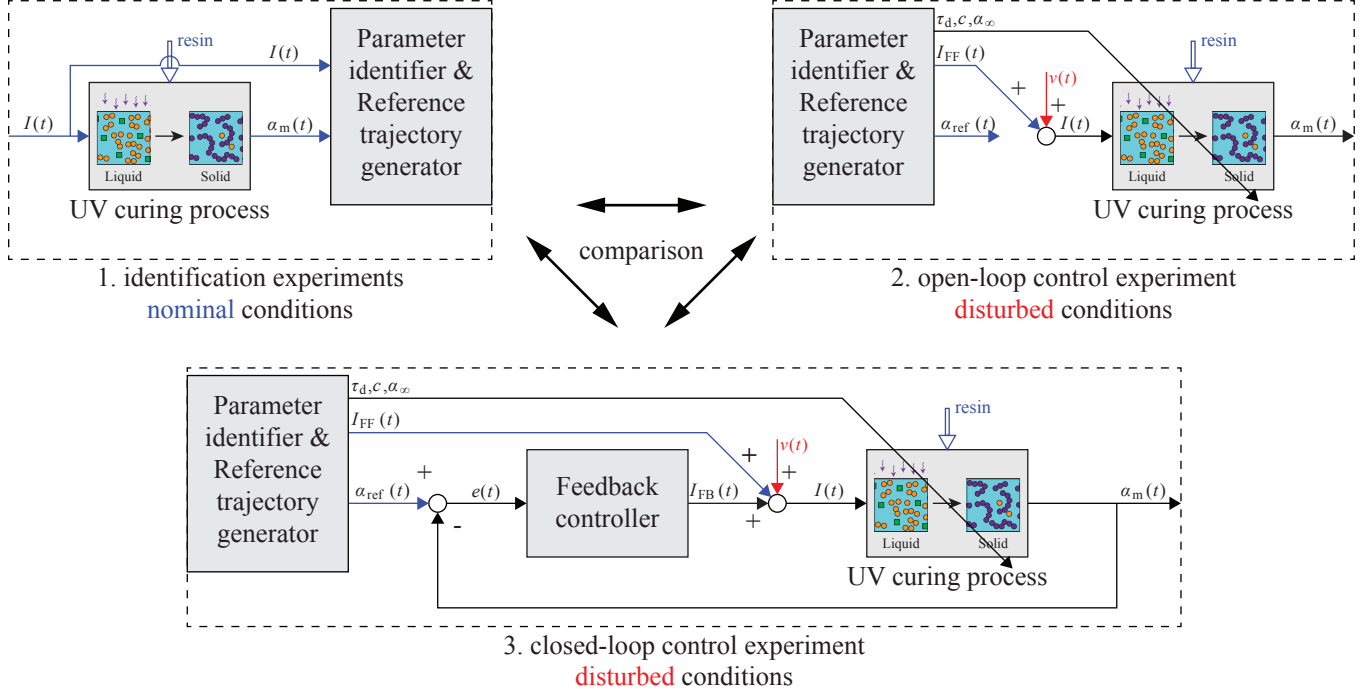 resin
I(t)
I(t)
α_m(t)
Liquid
Solid
UV curing process
Parameter
identifier &
Reference
trajectory
generator
1. identification experiments
nominal conditions
comparison
Parameter
identifier &
Reference
trajectory
generator
τ_d, c, α_∞
I_FF(t)
α_ref(t)
+
v(t)
+
I(t)
resin
Liquid
Solid
α_m(t)
UV curing process
2. open-loop control experiment
disturbed conditions
Parameter
identifier &
Reference
trajectory
generator
τ_d, c, α_∞
I_FF(t)
α_ref(t)
+
-
e(t)
Feedback
controller
I_FB(t)
+
v(t)
+
+
I(t)
resin
Liquid
Solid
α_m(t)
UV curing process
3. closed-loop control experiment
disturbed conditions